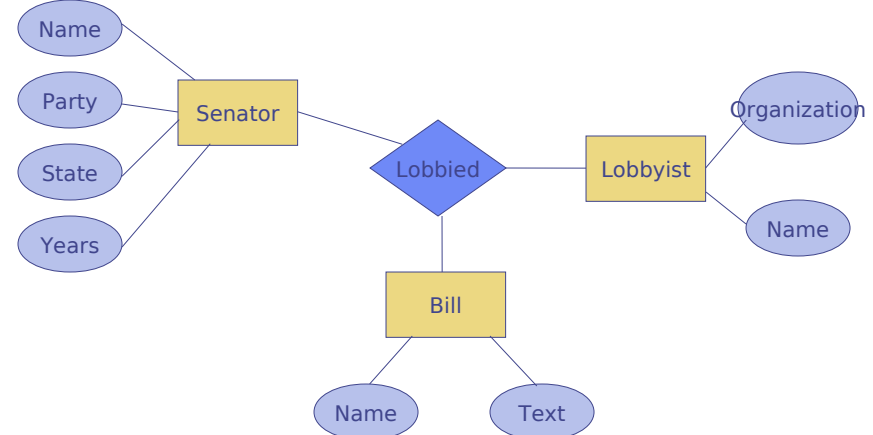 Name
Party
Senator
Organization
Lobbied
Lobbyist
State
Name
Years
Bill
Name
Text